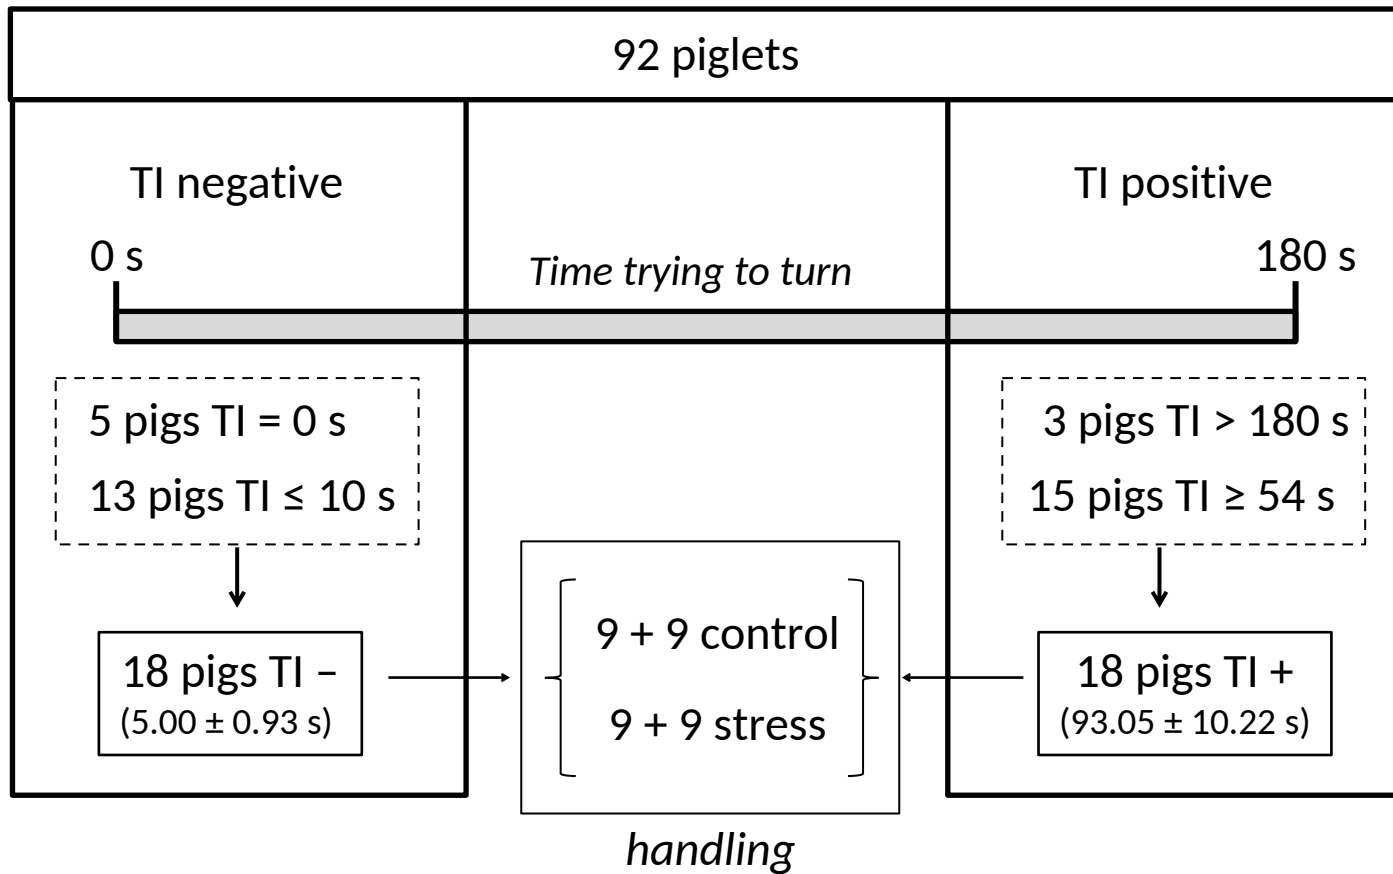 92 piglets
TI negative
TI positive
0 s
Time trying to turn
180 s
5 pigs TI = 0 s
13 pigs TI ≤ 10 s
3 pigs TI > 180 s
15 pigs TI ≥ 54 s
18 pigs TI –
(5.00 ± 0.93 s)
9 + 9 control
9 + 9 stress
18 pigs TI +
(93.05 ± 10.22 s)
handling